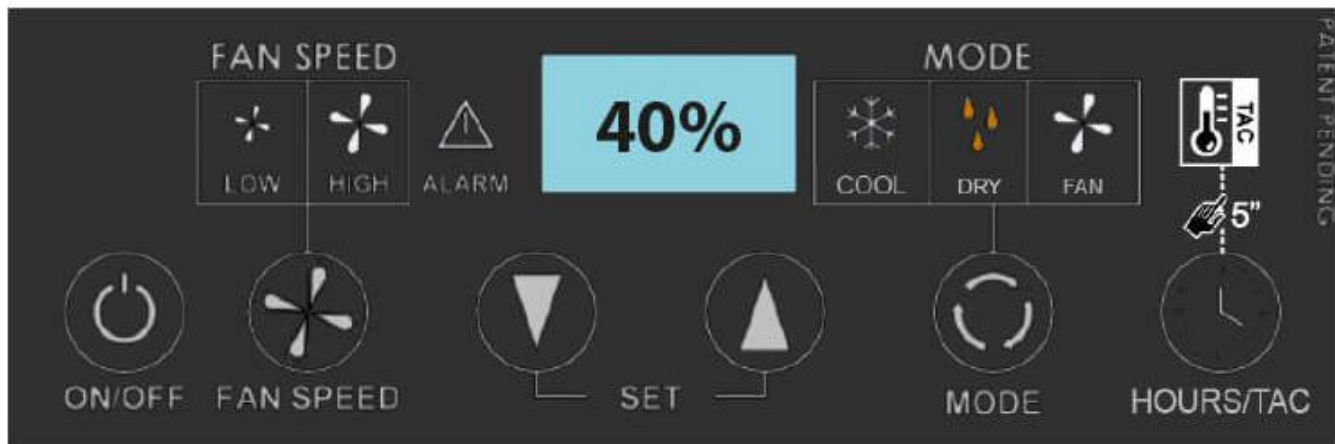 FAN SPEED
MODE
PATENT PENDING
TAC
40%
LOW
HIGH
ALARM
COOL
DRY
FAN
5”
ON/OFF
FAN SPEED
SET
MODE
HOURS/TAC